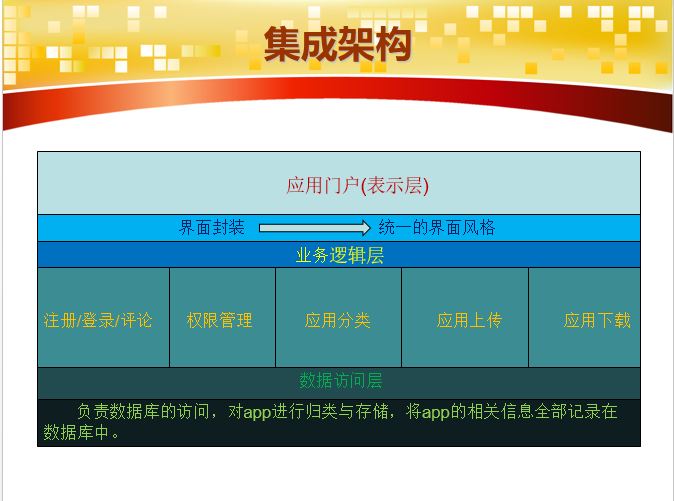 集成架构
应用门户(表示层)
界面封装 统一的界面风格
业务逻辑层
注册/登录/评论 权限管理 应用分类 应用上传 应用下载
数据访问层
负责数据库的访问，对app进行归类与存储，将app的相关信息全部记录在
数据库中。